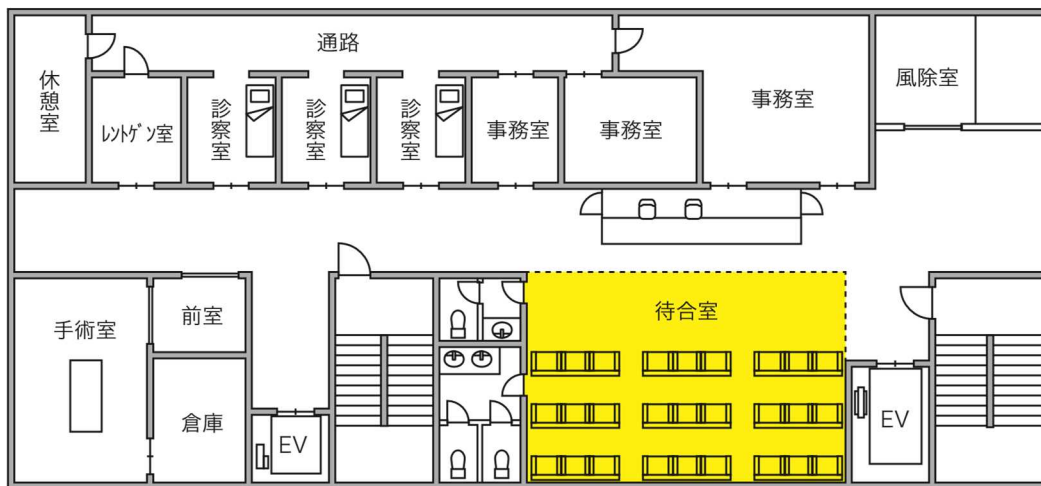 通路
休憩室
ﾚﾝﾄｹﾞﾝ室
診察室
診察室
診察室
事務室
事務室
事務室
風除室
手術室
前室
倉庫
EV
待合室
EV